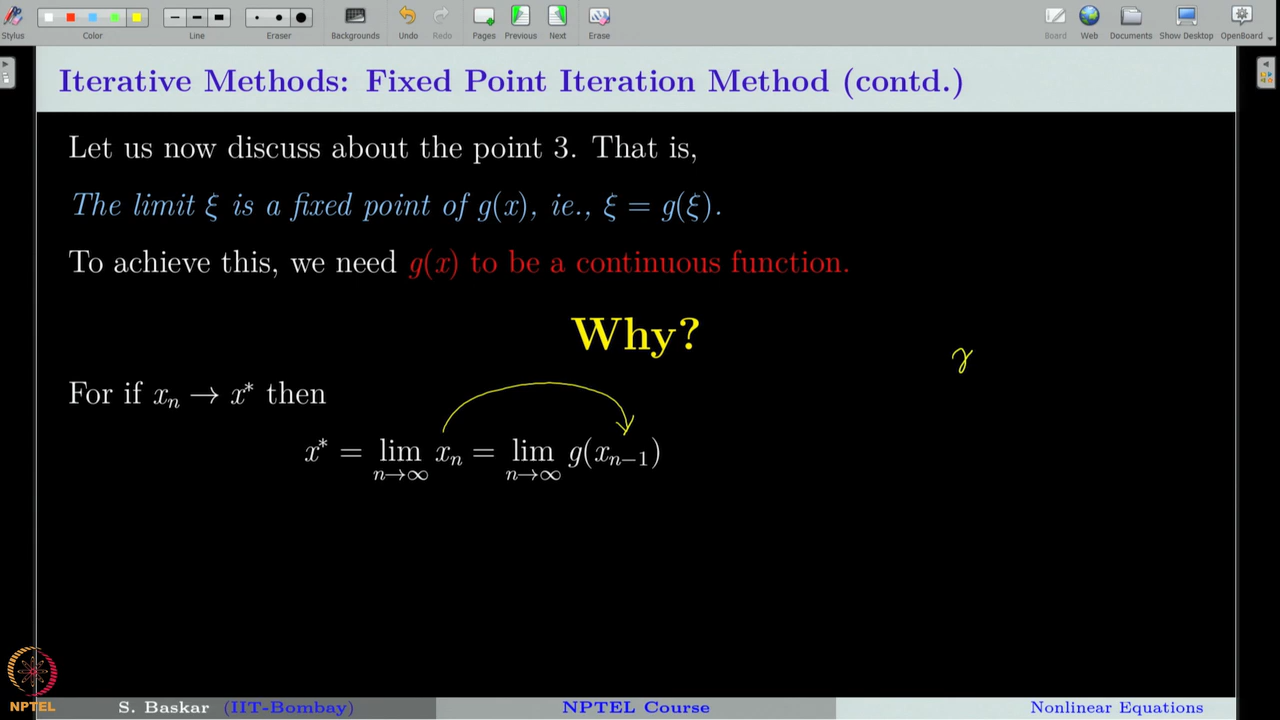 Stylus Color Line Eraser Backgrounds Undo Redo Pages Previous Next Erase Board Web Documents Show Desktop OpenBoard
Iterative Methods: Fixed Point Iteration Method (contd.)
Let us now discuss about the point 3. That is,
The limit ξ is a fixed point of g(x), ie., ξ = g(ξ).
To achieve this, we need g(x) to be a continuous function.
Why?
For if xₙ → x* then
x* = lim n→∞ xₙ = lim n→∞ g(xₙ₋₁)
NPTEL
S. Baskar (IIT-Bombay) NPTEL Course Nonlinear Equations